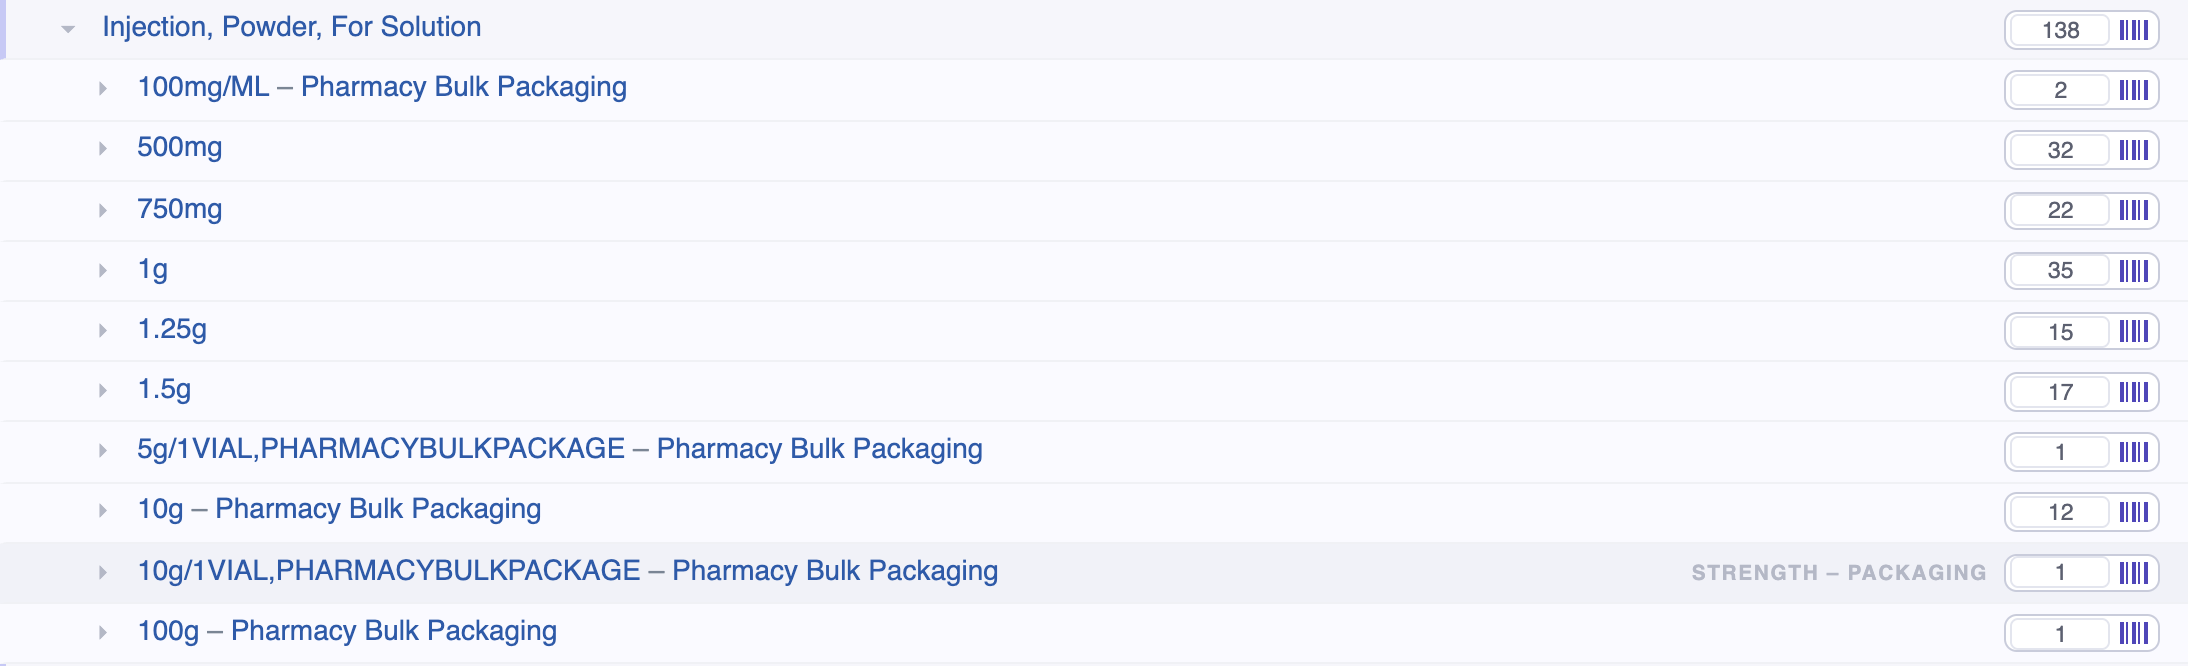 Injection, Powder, For Solution 138
100mg/ML – Pharmacy Bulk Packaging 2
500mg 32
750mg 22
1g 35
1.25g 15
1.5g 17
5g/1VIAL,PHARMACYBULKPACKAGE – Pharmacy Bulk Packaging 1
10g – Pharmacy Bulk Packaging 12
10g/1VIAL,PHARMACYBULKPACKAGE – Pharmacy Bulk Packaging STRENGTH – PACKAGING 1
100g – Pharmacy Bulk Packaging 1